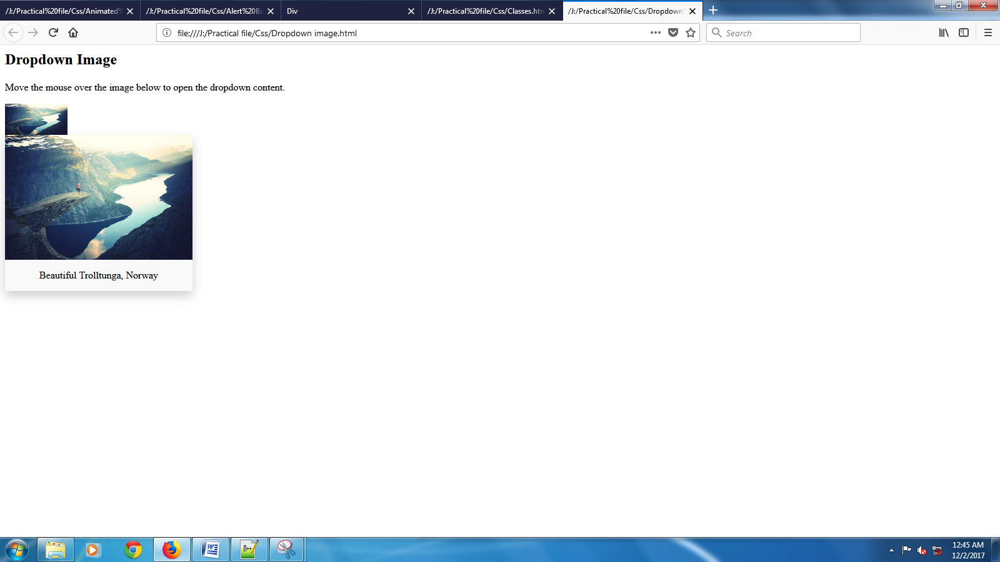 /J:/Practical%20file/Css/Animated%
/J:/Practical%20file/Css/Alert%20Bu
Div
/J:/Practical%20file/Css/Classes.htm
/J:/Practical%20file/Css/Dropdown%
file:///J:/Practical file/Css/Dropdown image.html
Search
Dropdown Image
Move the mouse over the image below to open the dropdown content.
Beautiful Trolltunga, Norway
12:45 AM
12/2/2017